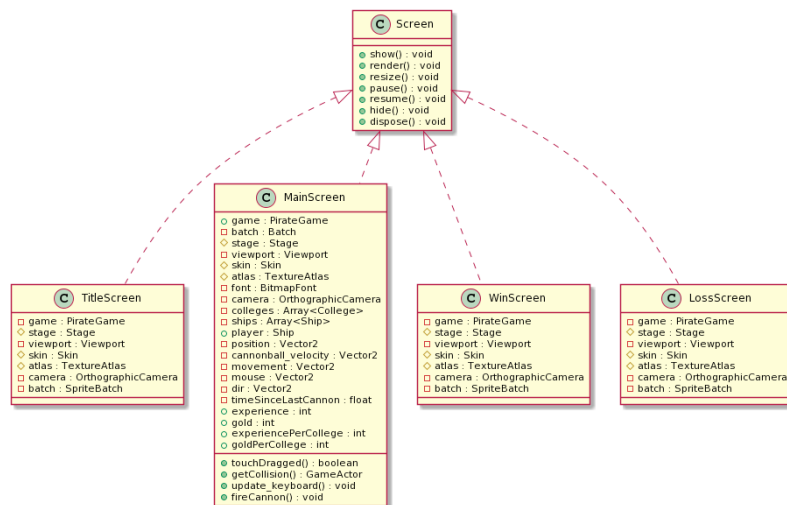 C Screen
show() : void
render() : void
resize() : void
pause() : void
resume() : void
hide() : void
dispose() : void
C MainScreen
game : PirateGame
batch : Batch
stage : Stage
viewport : Viewport
skin : Skin
atlas : TextureAtlas
font : BitmapFont
camera : OrthographicCamera
colleges : Array<College>
ships : Array<Ship>
player : Ship
position : Vector2
cannonball_velocity : Vector2
movement : Vector2
mouse : Vector2
dir : Vector2
timeSinceLastCannon : float
experience : int
gold : int
experiencePerCollege : int
goldPerCollege : int
touchDragged() : boolean
getCollision() : GameActor
update_keyboard() : void
fireCannon() : void
C TitleScreen
game : PirateGame
stage : Stage
viewport : Viewport
skin : Skin
atlas : TextureAtlas
camera : OrthographicCamera
batch : SpriteBatch
C WinScreen
game : PirateGame
stage : Stage
viewport : Viewport
skin : Skin
atlas : TextureAtlas
camera : OrthographicCamera
batch : SpriteBatch
C LossScreen
game : PirateGame
stage : Stage
viewport : Viewport
skin : Skin
atlas : TextureAtlas
camera : OrthographicCamera
batch : SpriteBatch